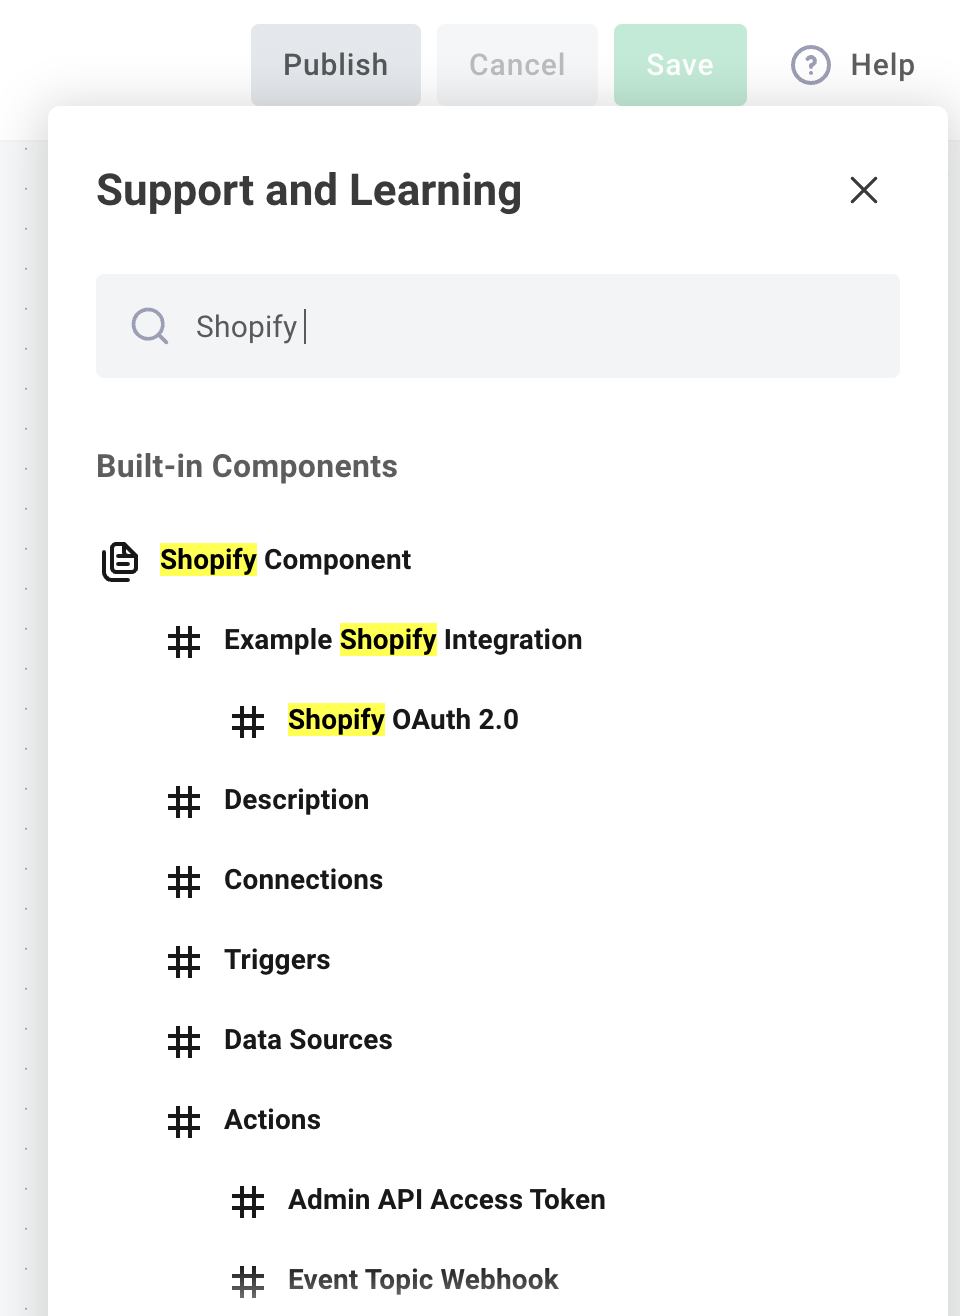 Publish Cancel Save Help
Support and Learning
Shopify
Built-in Components
Shopify Component
Example Shopify Integration
Shopify OAuth 2.0
Description
Connections
Triggers
Data Sources
Actions
Admin API Access Token
Event Topic Webhook